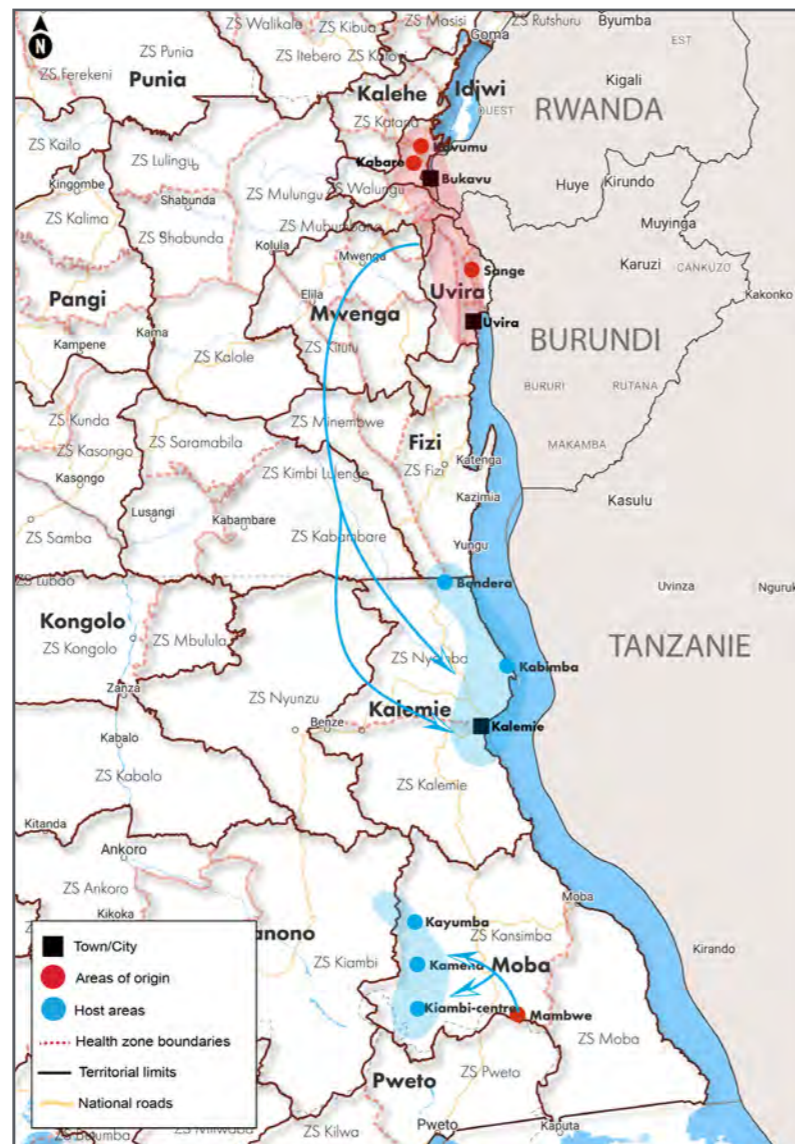 ZS Walikale
ZS Kibua
ZS Masisi
ZS Rutshuru
Byumba
N
Goma
EST
ZS Punia
ZS Itebero
ZS Ferekeni
Punia
Kalehe
Idjwi
Kigali
OUEST
RWANDA
ZS Katana
ZS Kailo
Kavumu
ZS Lulingu
Kabare
Bukavu
Kingombe
ZS Mulungu
ZS Walungu
Huye
Kirundo
Shabunda
ZS Kalima
ZS Mubumbano
Muyinga
ZS Shabunda
Kolula
Mwenga
Karuzi
CANKUZO
Sange
Pangi
Elila
Uvira
Kakonko
Mwenga
Uvira
Kama
BURUNDI
Kampene
ZS Kalole
ZS Kitutu
BURURI
RUTANA
ZS Kunda
ZS Minembwe
ZS Saramabila
Fizi
MAKAMBA
ZS Kasongo
Katenga
ZS Kimbi Lulenge
ZS Fizi
Kasongo
Kazimia
Kasulu
Lusangi
Kabambare
ZS Samba
ZS Kabambare
Yungu
ZS Lubao
Bendera
Uvinza
Nguruk
Kongolo
ZS Mbulula
ZS Kongolo
TANZANIE
ZS Nyemba
Kabimba
Zanza
ZS Nyunzu
Kalemie
Benze
Kalemie
Kabalo
ZS Kabalo
ZS Kalemie
Kitanda
Ankoro
ZS Ankoro
Moba
Kikoka
Kayumba
ZS Kansimba
anono
Kirando
ZS Kiambi
Kamena
Moba
Kiambi-centre
Mambwe
ZS Moba
Pweto
ZS Pweto
ZS Kilwa
Pweto
Kaputa
Town/City
Areas of origin
Host areas
Health zone boundaries
Territorial limits
National roads